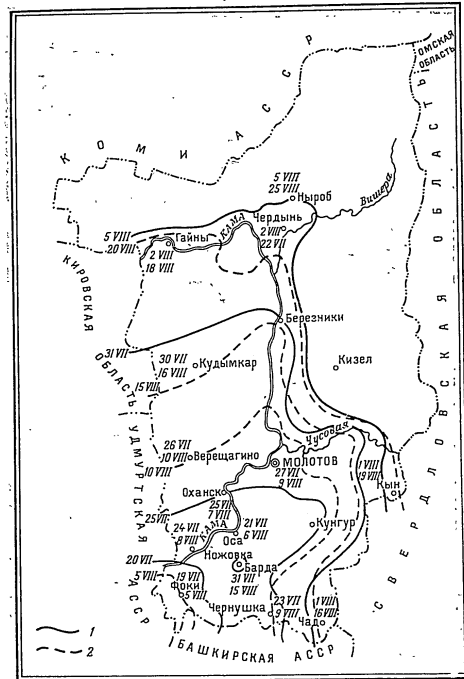 ОМСКАЯ
ОБЛАСТЬ
КОМИ АССР
5 VIII
25 VIII
Ныроб
Вишера
Чердынь
2 VIII
22 VII
КАМА
Гайны
2 VIII
18 VIII
5 VIII
20 VIII
КИРОВСКАЯ
ОБЛАСТЬ
Березники
Кизел
31 VII
30 VII
16 VIII
Кудымкар
15 VIII
СВЕРДЛОВСКАЯ ОБЛАСТЬ
УДМУРТСКАЯ
АССР
Чусовая
26 VII
10 VIII
Верещагино
10 VIII
МОЛОТОВ
27 VII
9 VIII
1 VIII
19 VIII
Кын
Оханск
25 VII
7 VIII
25 VII
КАМА
24 VII
8 VIII
21 VII
6 VIII
Оса
Кунгур
Ножовка
Барда
31 VII
15 VIII
20 VII
5 VIII
19 VII
5 VIII
Фоки
Чернушка
23 VII
9 VIII
1 VIII
16 VIII
Чад
1
2
БАШКИРСКАЯ АССР